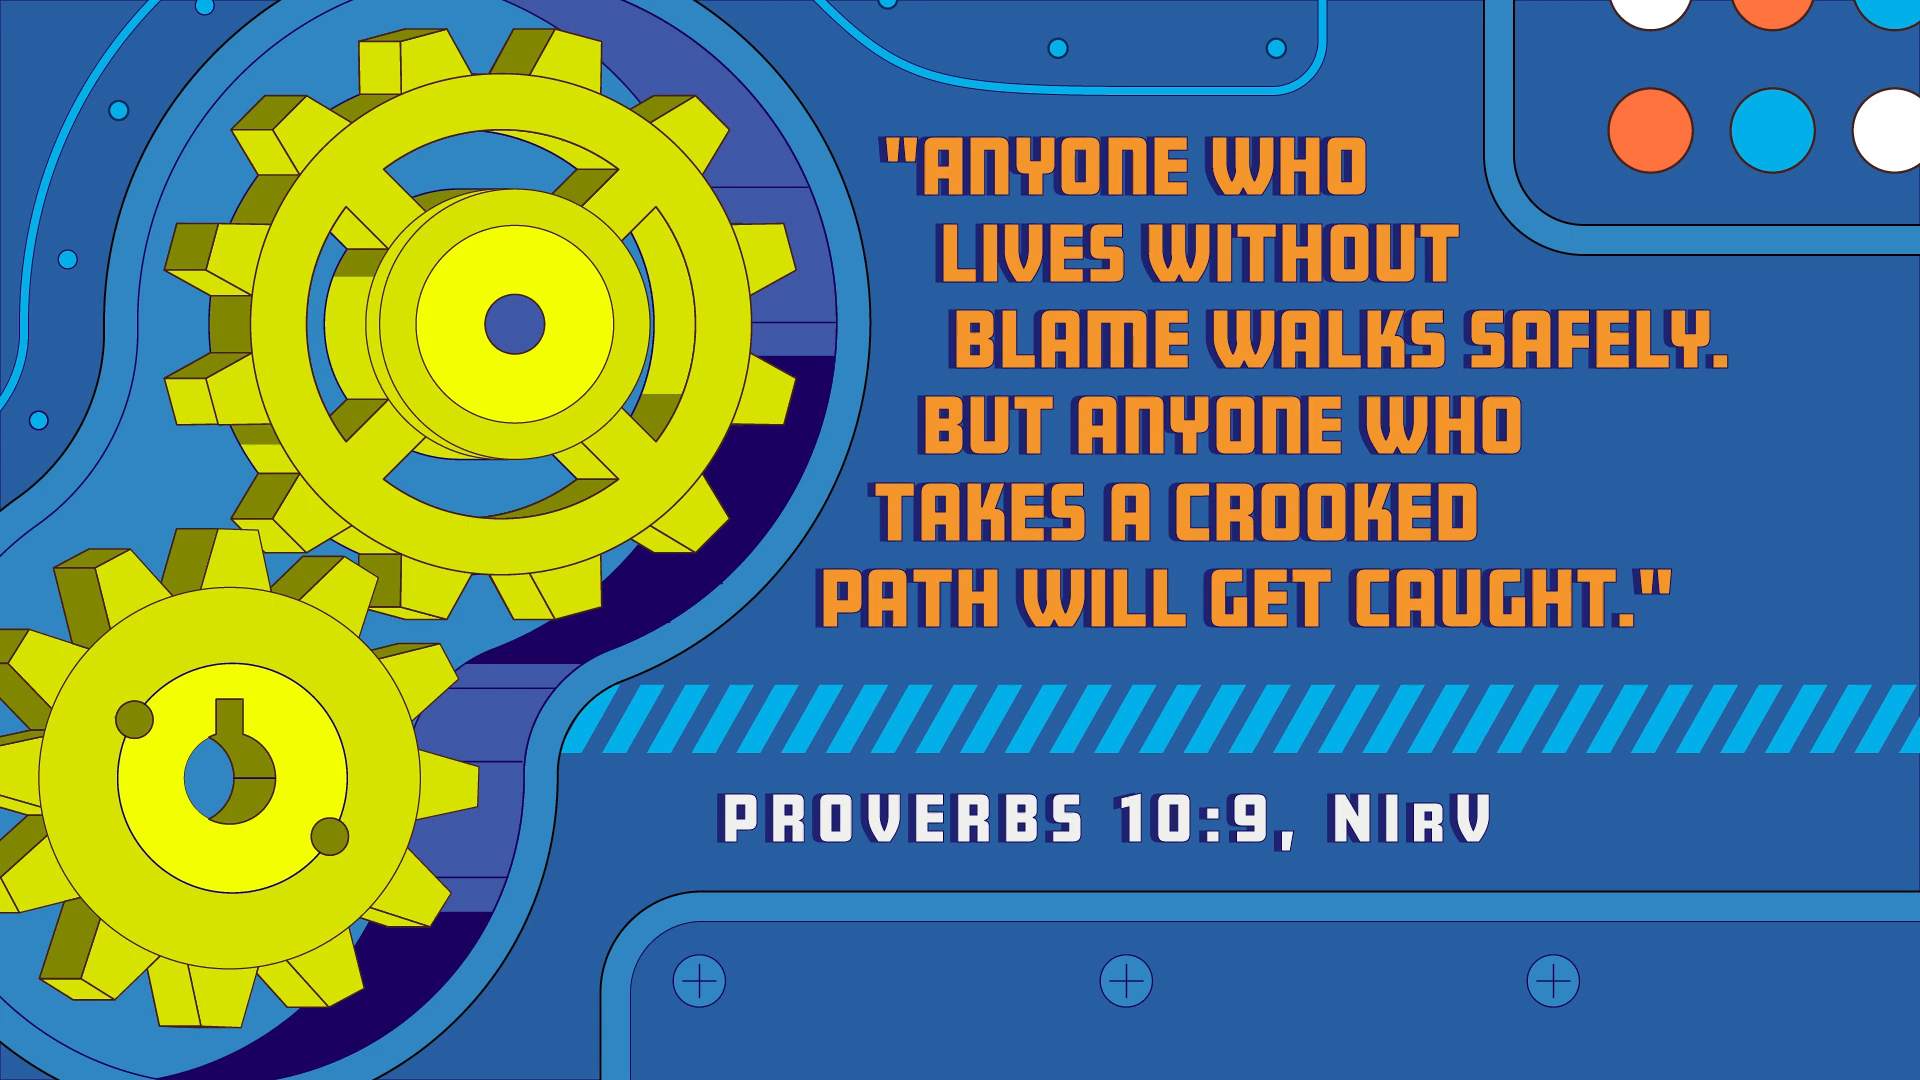 "ANYONE WHO
LIVES WITHOUT
BLAME WALKS SAFELY.
BUT ANYONE WHO
TAKES A CROOKED
PATH WILL GET CAUGHT."
PROVERBS 10:9, NIrV